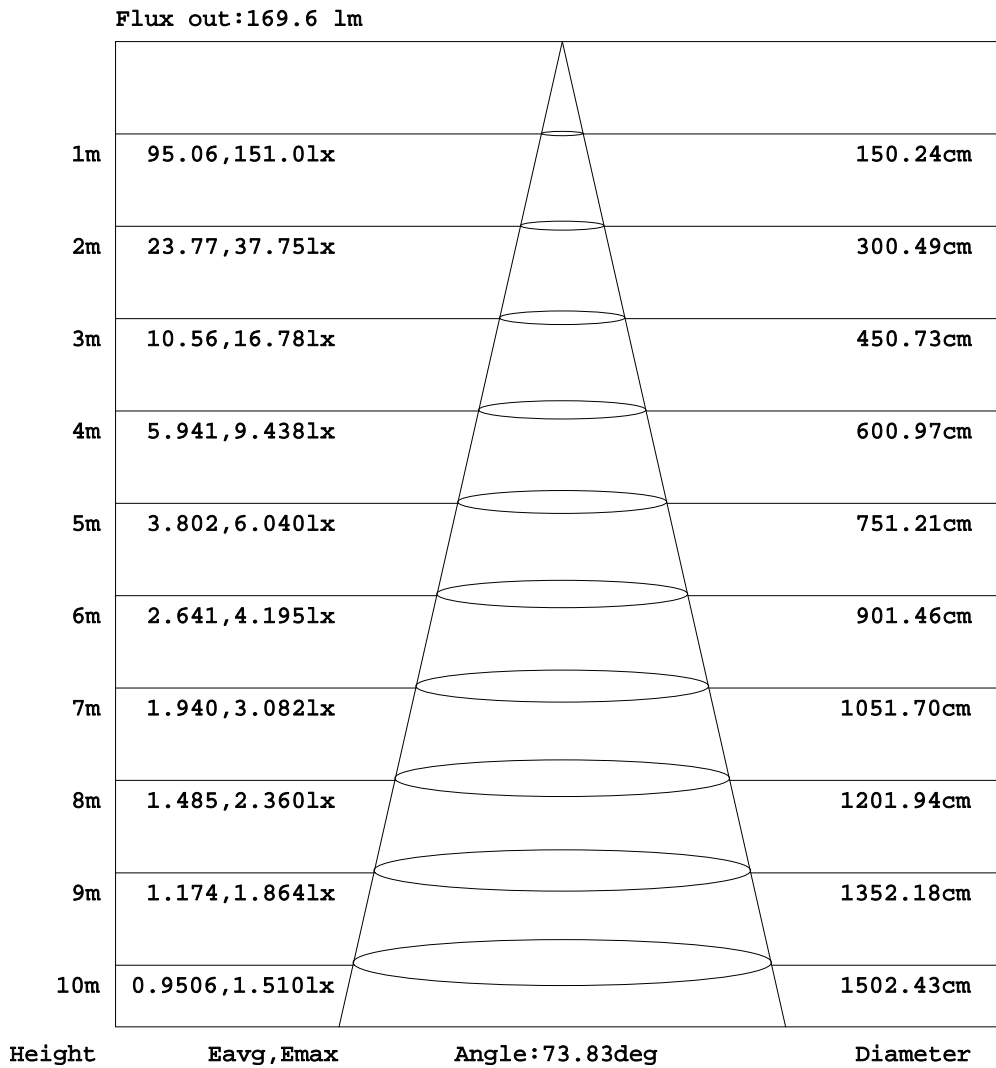 Flux out:169.6 lm
1m 95.06,151.0lx 150.24cm
2m 23.77,37.75lx 300.49cm
3m 10.56,16.78lx 450.73cm
4m 5.941,9.438lx 600.97cm
5m 3.802,6.040lx 751.21cm
6m 2.641,4.195lx 901.46cm
7m 1.940,3.082lx 1051.70cm
8m 1.485,2.360lx 1201.94cm
9m 1.174,1.864lx 1352.18cm
10m 0.9506,1.510lx 1502.43cm
Height Eavg,Emax Angle:73.83deg Diameter